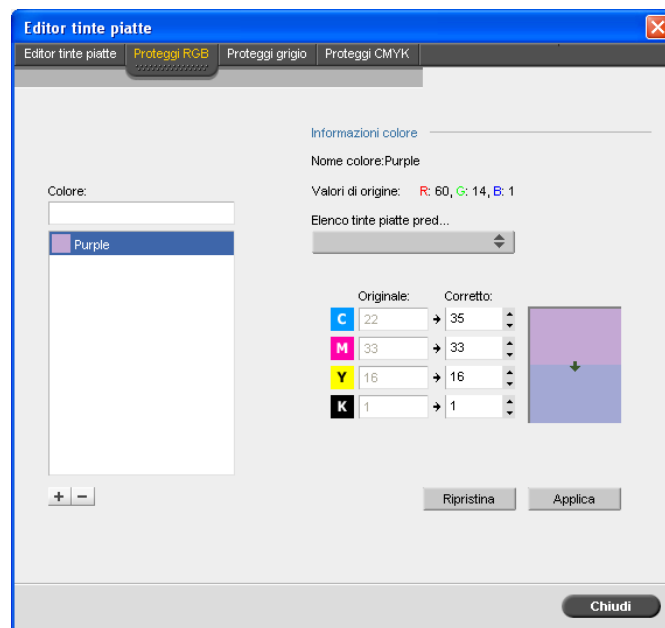 Editor tinte piatte
Editor tinte piatte Proteggi RGB Proteggi grigio Proteggi CMYK
Informazioni colore
Nome colore:Purple
Colore:
Valori di origine: R: 60, G: 14, B: 1
Elenco tinte piatte pred...
Purple
Originale: Corretto:
C 22 35
M 33 33
Y 16 16
K 1 1
Ripristina Applica
Chiudi